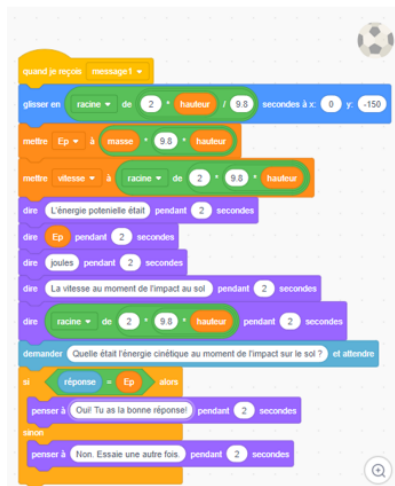 quand je reçois message1
glisser en racine de 2 * hauteur / 9.8 secondes à x: 0 y: -150
mettre Ep à masse * 9.8 * hauteur
mettre vitesse à racine de 2 * 9.8 * hauteur
dire L'énergie potenielle était pendant 2 secondes
dire Ep pendant 2 secondes
dire joules pendant 2 secondes
dire La vitesse au moment de l'impact au sol pendant 2 secondes
dire racine de 2 * 9.8 * hauteur pendant 2 secondes
demander Quelle était l'énergie cinétique au moment de l'impact sur le sol ? et attendre
si réponse = Ep alors
penser à Oui! Tu as la bonne réponse! pendant 2 secondes
sinon
penser à Non. Essaie une autre fois. pendant 2 secondes